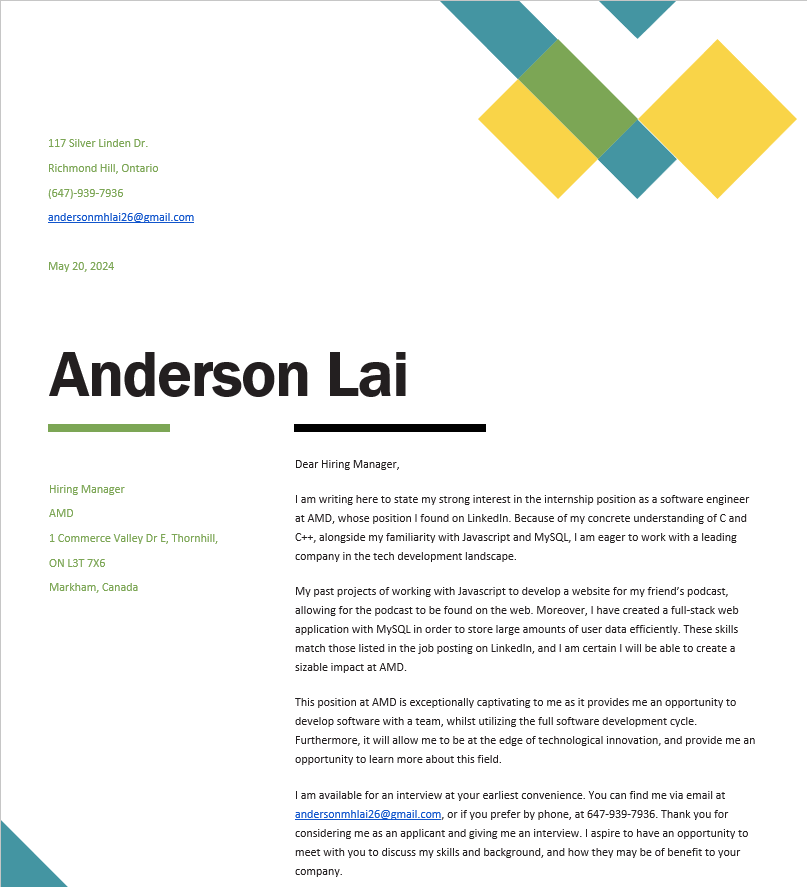 117 Silver Linden Dr.
Richmond Hill, Ontario
(647)-939-7936
andersonmhlai26@gmail.com
May 20, 2024
Anderson Lai
Hiring Manager
AMD
1 Commerce Valley Dr E, Thornhill,
ON L3T 7X6
Markham, Canada
Dear Hiring Manager,
I am writing here to state my strong interest in the internship position as a software engineer
at AMD, whose position I found on LinkedIn. Because of my concrete understanding of C and
C++, alongside my familiarity with Javascript and MySQL, I am eager to work with a leading
company in the tech development landscape.
My past projects of working with Javascript to develop a website for my friend’s podcast,
allowing for the podcast to be found on the web. Moreover, I have created a full-stack web
application with MySQL in order to store large amounts of user data efficiently. These skills
match those listed in the job posting on LinkedIn, and I am certain I will be able to create a
sizable impact at AMD.
This position at AMD is exceptionally captivating to me as it provides me an opportunity to
develop software with a team, whilst utilizing the full software development cycle.
Furthermore, it will allow me to be at the edge of technological innovation, and provide me an
opportunity to learn more about this field.
I am available for an interview at your earliest convenience. You can find me via email at
andersonmhlai26@gmail.com, or if you prefer by phone, at 647-939-7936. Thank you for
considering me as an applicant and giving me an interview. I aspire to have an opportunity to
meet with you to discuss my skills and background, and how they may be of benefit to your
company.